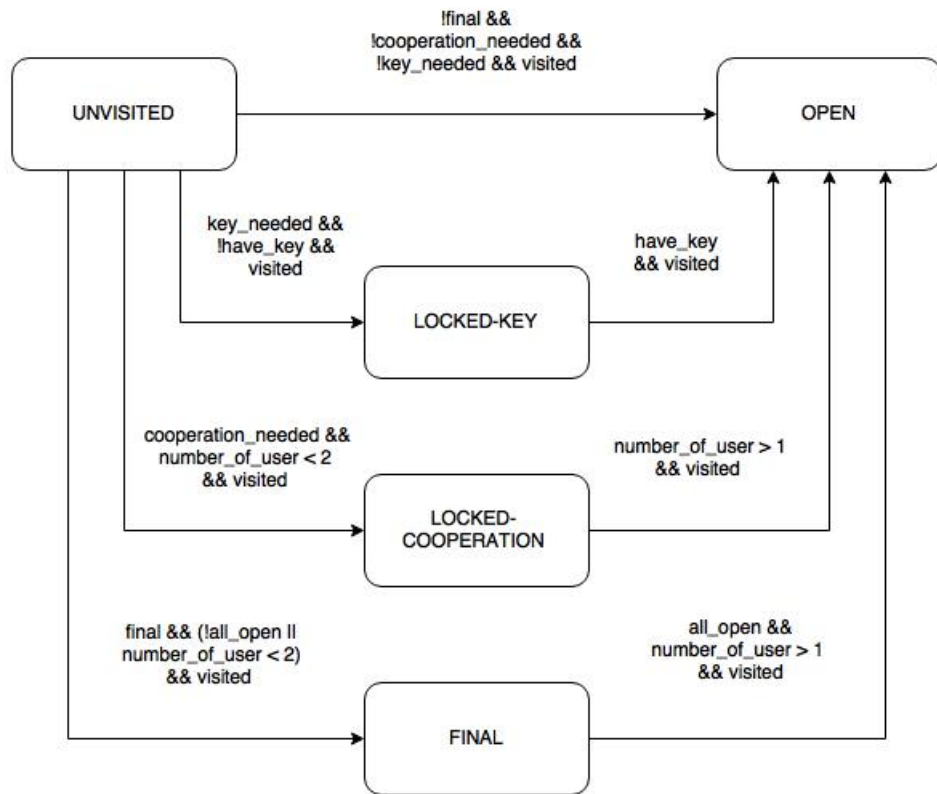 !final &&
!cooperation_needed &&
!key_needed && visited
UNVISITED
OPEN
key_needed &&
!have_key &&
visited
have_key
&& visited
LOCKED-KEY
cooperation_needed &&
number_of_user < 2
&& visited
number_of_user > 1
&& visited
LOCKED-
COOPERATION
final && (!all_open ||
number_of_user < 2)
&& visited
all_open &&
number_of_user > 1
&& visited
FINAL